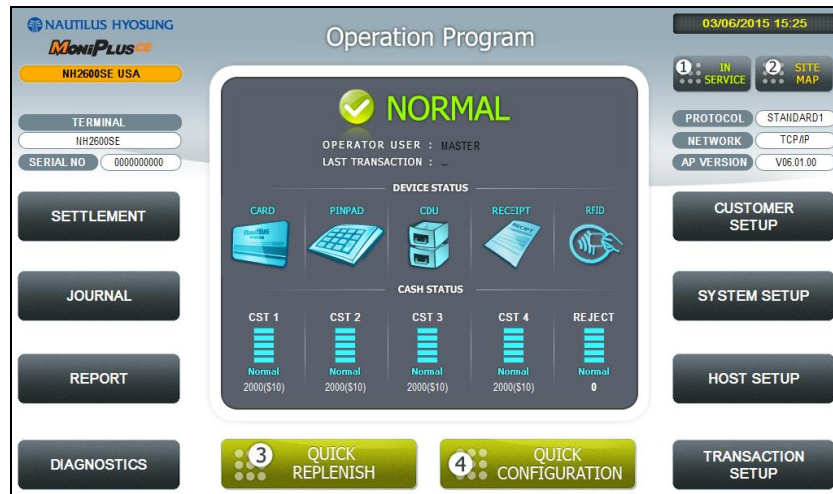 NAUTILUS HYOSUNG
MoniPlusCE
NH2600SE USA
Operation Program
03/06/2015 15:25
1 IN SERVICE
2 SITE MAP
TERMINAL
NH2600SE
SERIAL NO 0000000000
PROTOCOL STANDARD1
NETWORK TCP/IP
AP VERSION V06.01.00
NORMAL
OPERATOR USER : MASTER
LAST TRANSACTION : _
DEVICE STATUS
CARD PINPAD CDU RECEIPT RFID
Nautilus
RECEIPT
CASH STATUS
CST 1 CST 2 CST 3 CST 4 REJECT
Normal Normal Normal Normal Normal
2000($10) 2000($10) 2000($10) 2000($10) 0
SETTLEMENT
JOURNAL
REPORT
DIAGNOSTICS
CUSTOMER
SETUP
SYSTEM SETUP
HOST SETUP
TRANSACTION
SETUP
3 QUICK
REPLENISH
4 QUICK
CONFIGURATION